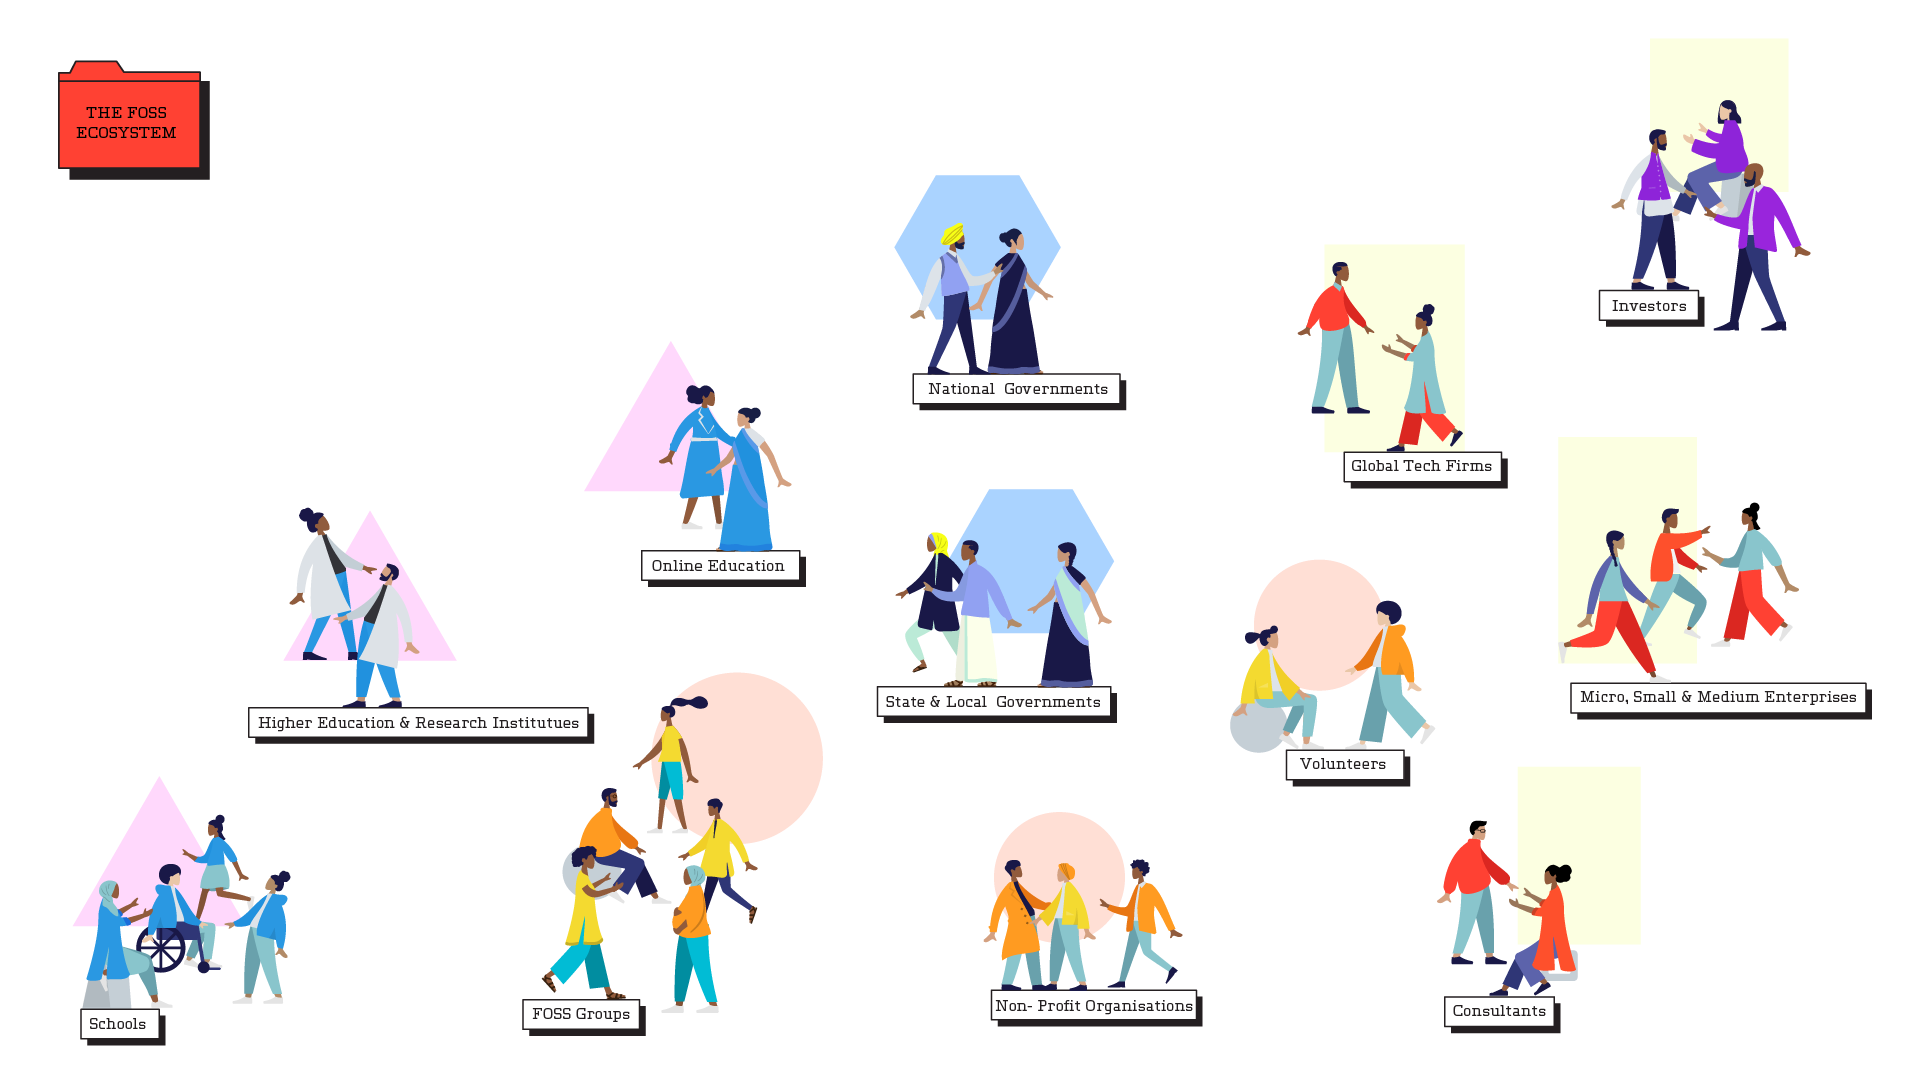 THE FOSS
ECOSYSTEM
Investors
National Governments
Global Tech Firms
Online Education
State & Local Governments
Micro, Small & Medium Enterprises
Higher Education & Research Institutues
Volunteers
Schools
FOSS Groups
Non- Profit Organisations
Consultants